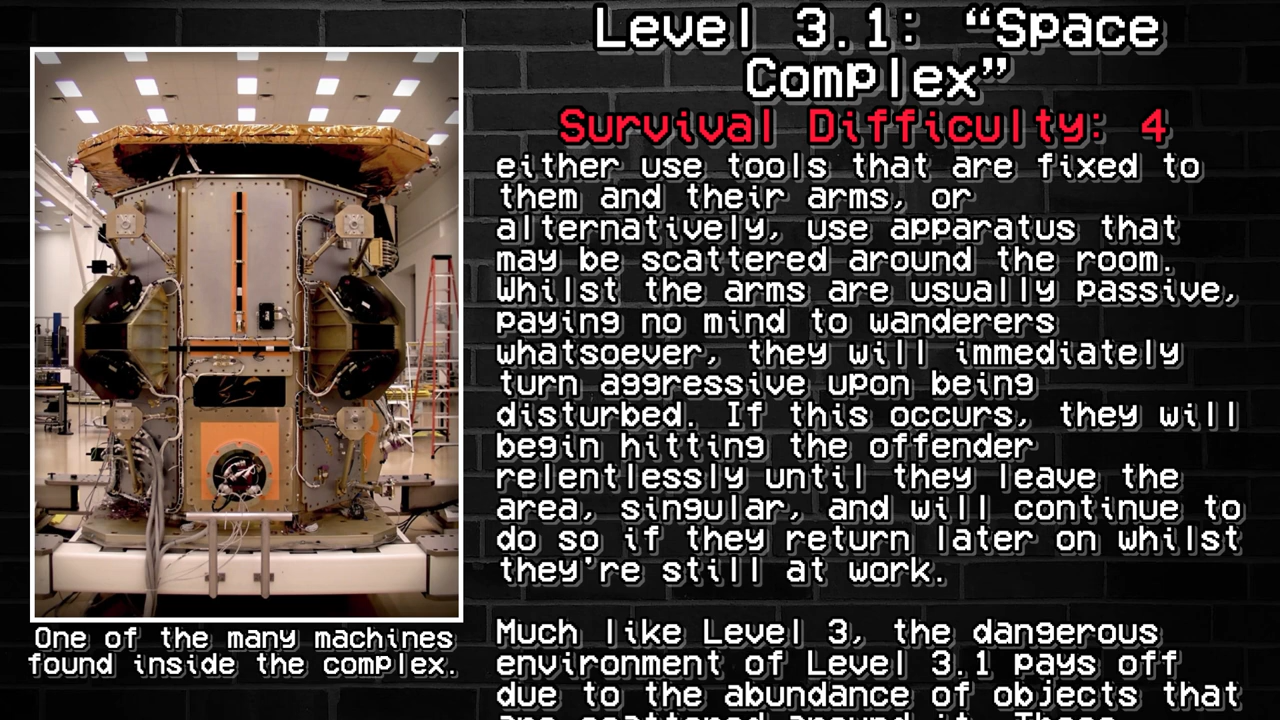 Level 3.1: “Space
Complex”
Survival Difficulty: 4
either use tools that are fixed to
them and their arms, or
alternatively, use apparatus that
may be scattered around the room.
Whilst the arms are usually passive,
paying no mind to wanderers
whatsoever, they will immediately
turn aggressive upon being
disturbed. If this occurs, they will
begin hitting the offender
relentlessly until they leave the
area, singular, and will continue to
do so if they return later on whilst
they're still at work.
Much like Level 3, the dangerous
environment of Level 3.1 pays off
due to the abundance of objects that
are scattered around it. These
One of the many machines
found inside the complex.